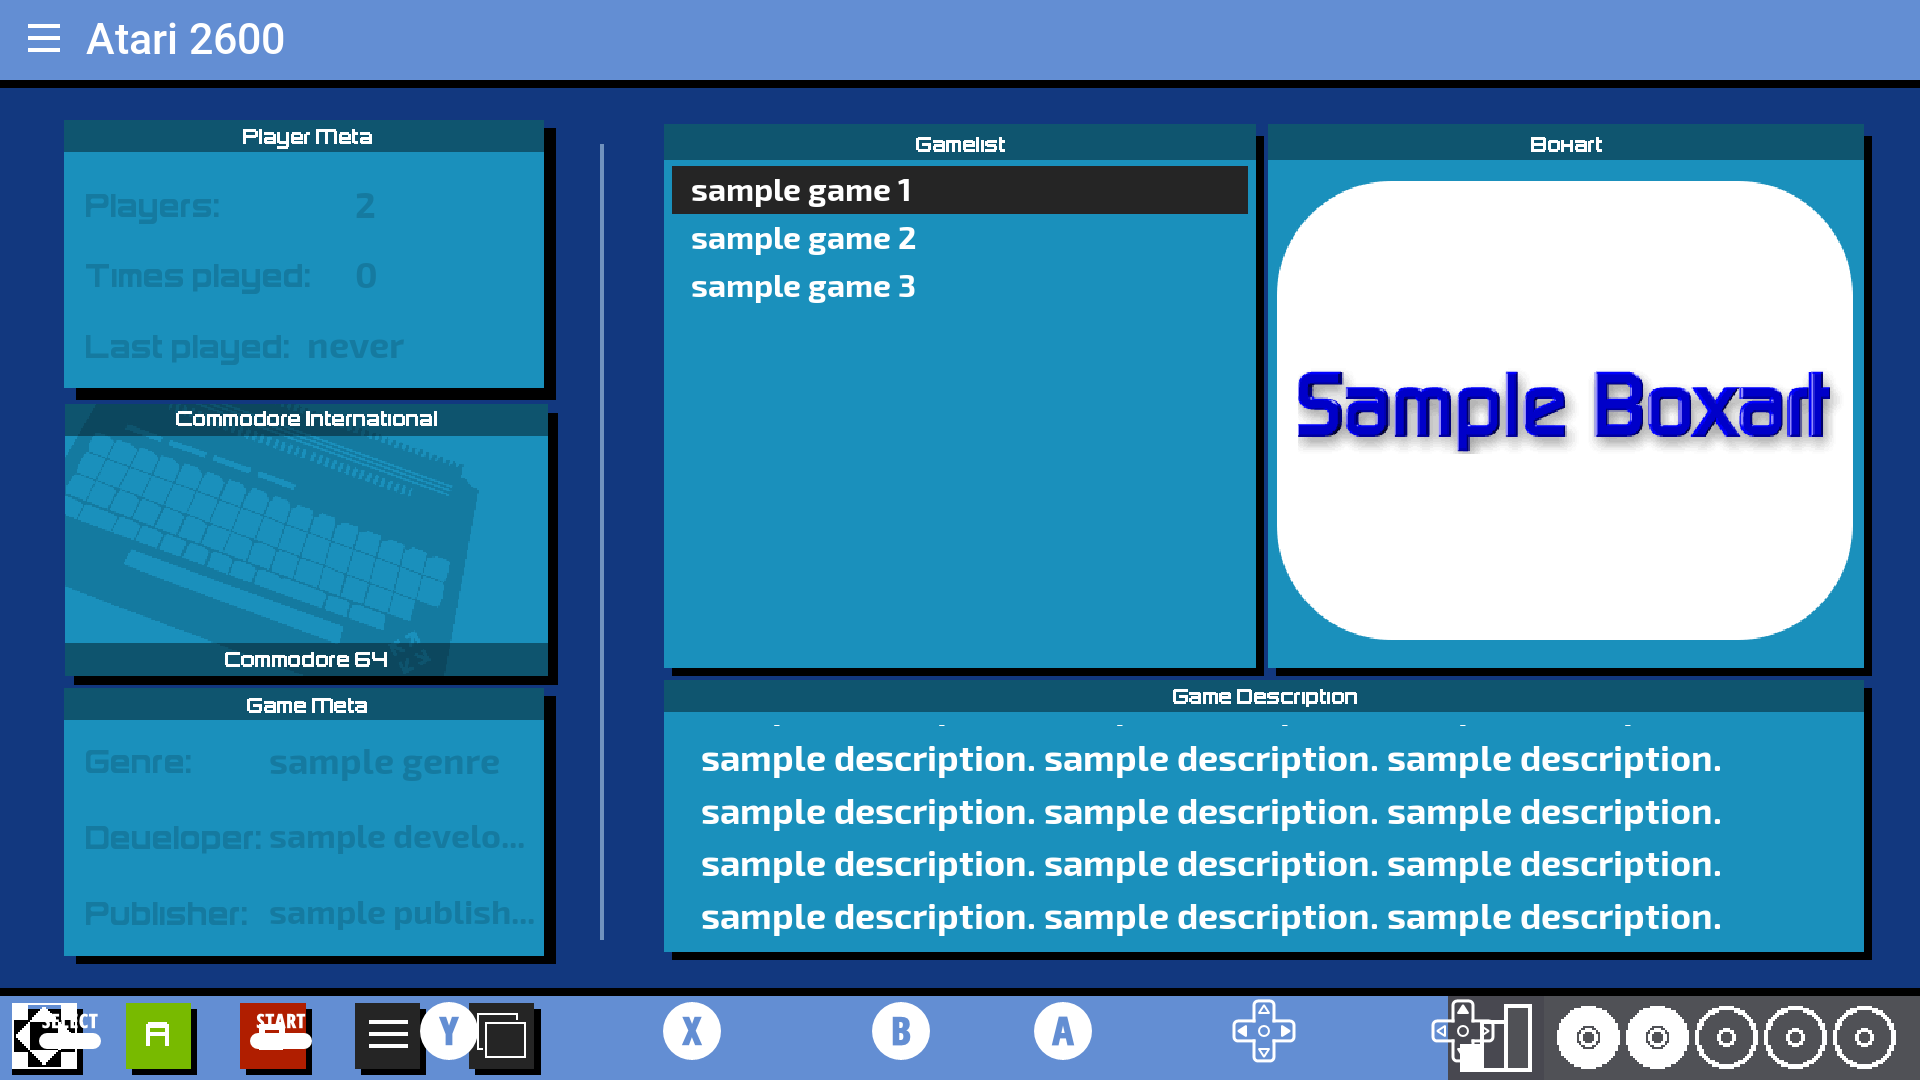 Atari 2600
Player Meta
Players: 2
Times played: 0
Last played: never
Commodore International
Commodore 64
Game Meta
Genre: sample genre
Developer: sample develo...
Publisher: sample publish...
Gamelist
sample game 1
sample game 2
sample game 3
Boxart
Sample Boxart
Game Description
sample description. sample description. sample description.
sample description. sample description. sample description.
sample description. sample description. sample description.
sample description. sample description. sample description.
SELECT
A
START
Y
X
B
A